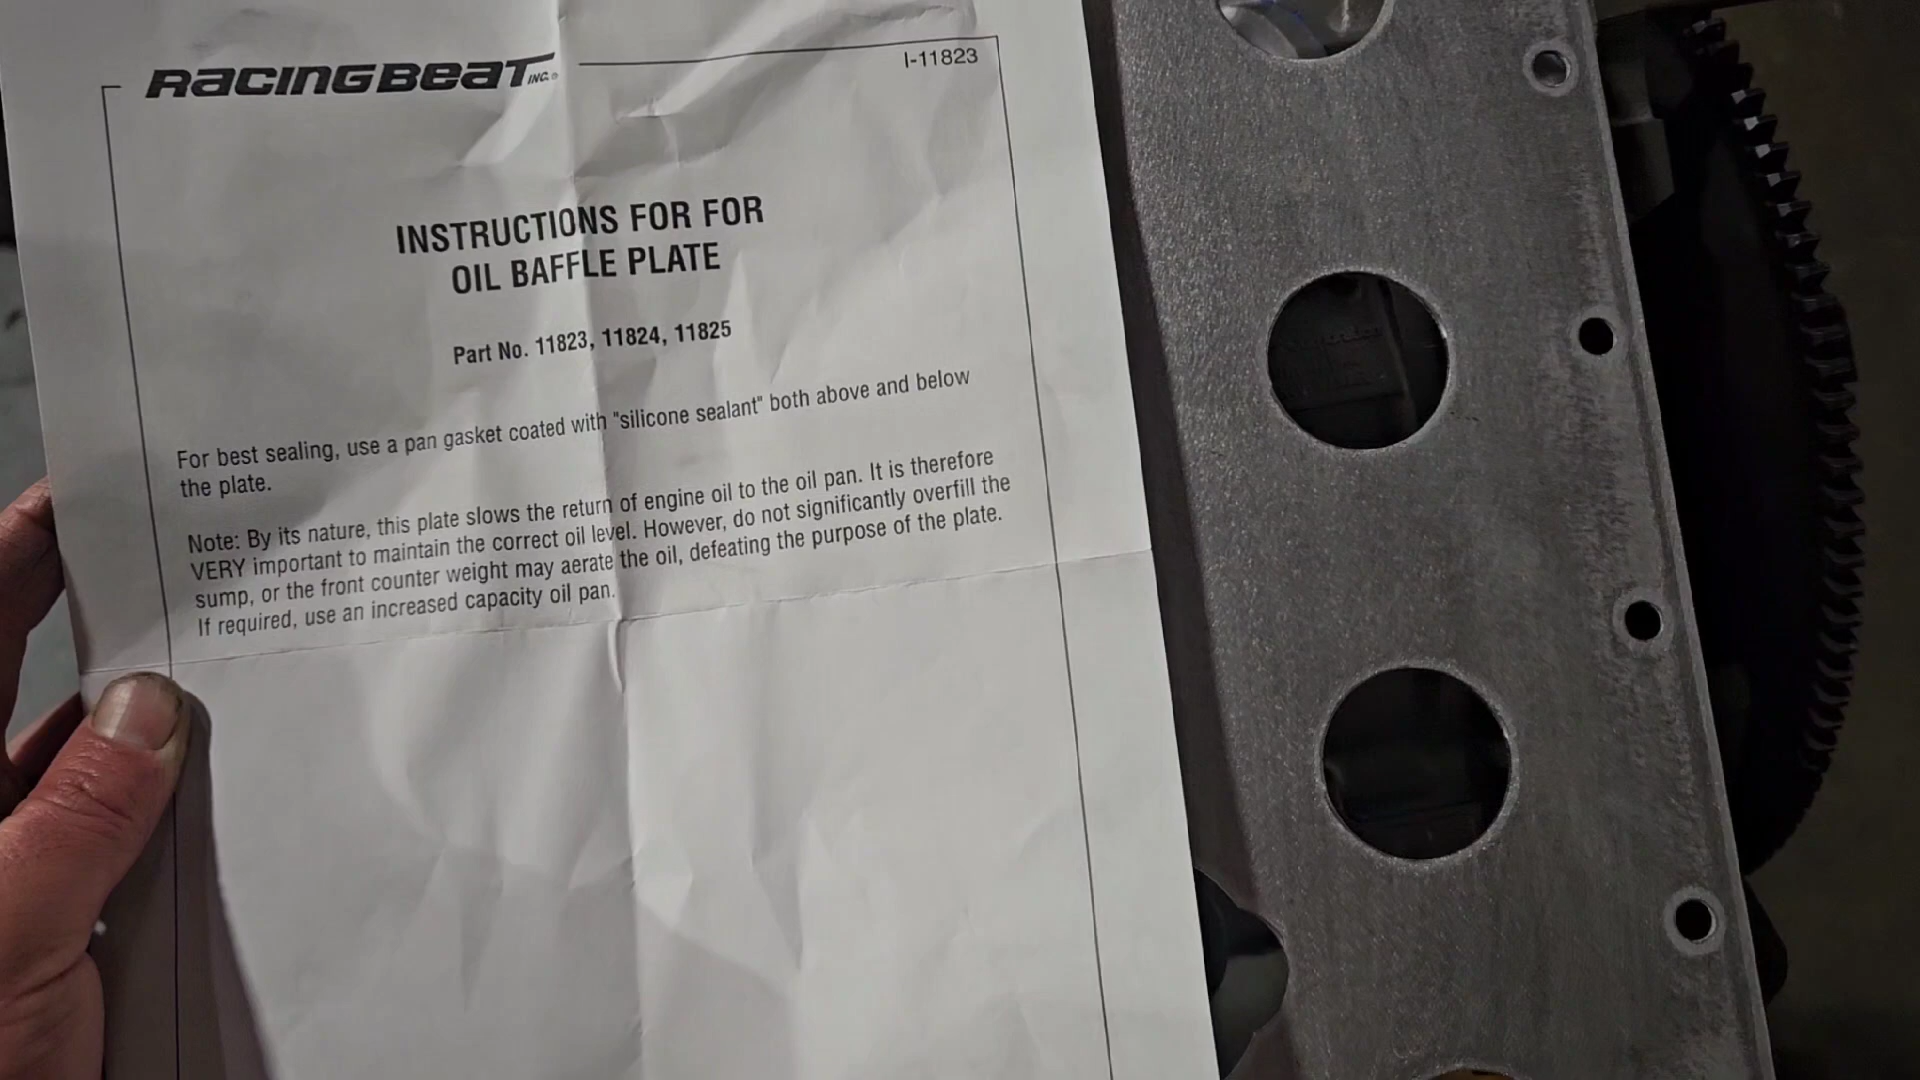 RacingBeat INC.®
I-11823
INSTRUCTIONS FOR FOR
OIL BAFFLE PLATE
Part No. 11823, 11824, 11825
For best sealing, use a pan gasket coated with "silicone sealant" both above and below
the plate.
Note: By its nature, this plate slows the return of engine oil to the oil pan. It is therefore
VERY important to maintain the correct oil level. However, do not significantly overfill the
sump, or the front counter weight may aerate the oil, defeating the purpose of the plate.
If required, use an increased capacity oil pan.